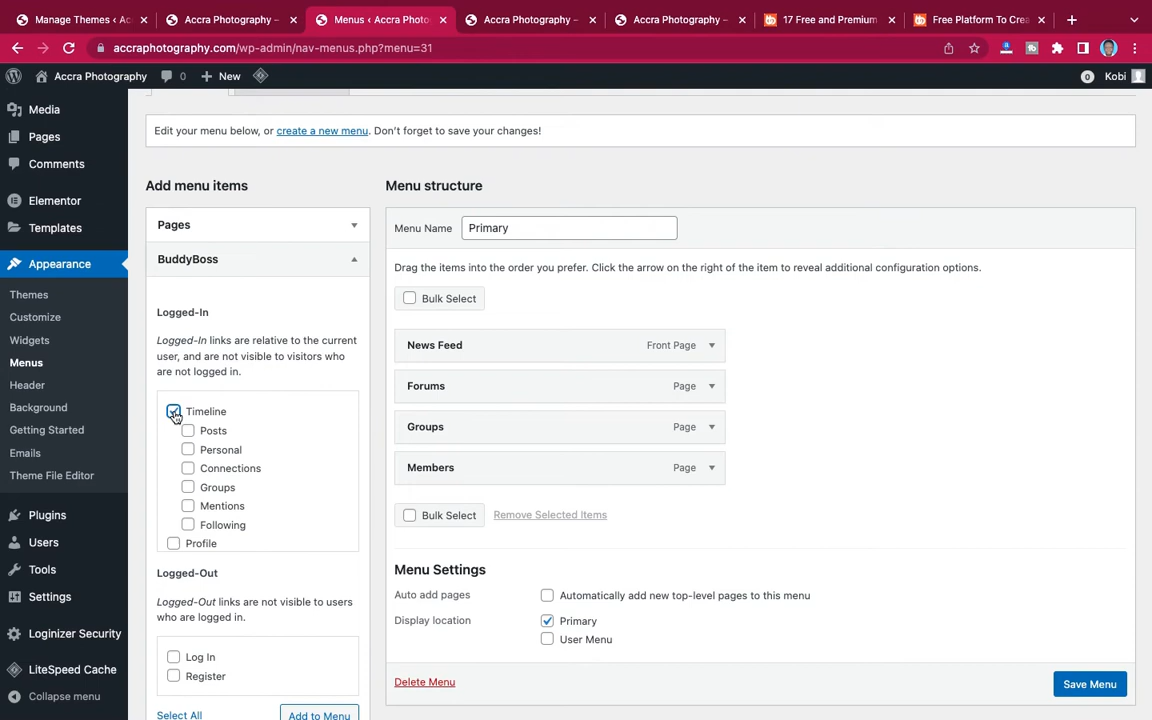 Manage Themes ‹ Ac
Accra Photography –
Menus ‹ Accra Photo
Accra Photography –
Accra Photography –
17 Free and Premium
Free Platform To Crea
accraphotography.com/wp-admin/nav-menus.php?menu=31
Accra Photography
0
New
0
Kobi
Media
Pages
Comments
Elementor
Templates
Appearance
Themes
Customize
Widgets
Menus
Header
Background
Getting Started
Emails
Theme File Editor
Plugins
Users
Tools
Settings
Loginizer Security
LiteSpeed Cache
Collapse menu
Edit your menu below, or create a new menu. Don't forget to save your changes!
Add menu items
Pages
BuddyBoss
Logged-In
Logged-In links are relative to the current
user, and are not visible to visitors who
are not logged in.
Timeline
Posts
Personal
Connections
Groups
Mentions
Following
Profile
Logged-Out
Logged-Out links are not visible to users
who are logged in.
Log In
Register
Select All
Add to Menu
Menu structure
Menu Name
Primary
Drag the items into the order you prefer. Click the arrow on the right of the item to reveal additional configuration options.
Bulk Select
News Feed Front Page
Forums Page
Groups Page
Members Page
Bulk Select
Remove Selected Items
Menu Settings
Auto add pages
Automatically add new top-level pages to this menu
Display location
Primary
User Menu
Delete Menu
Save Menu